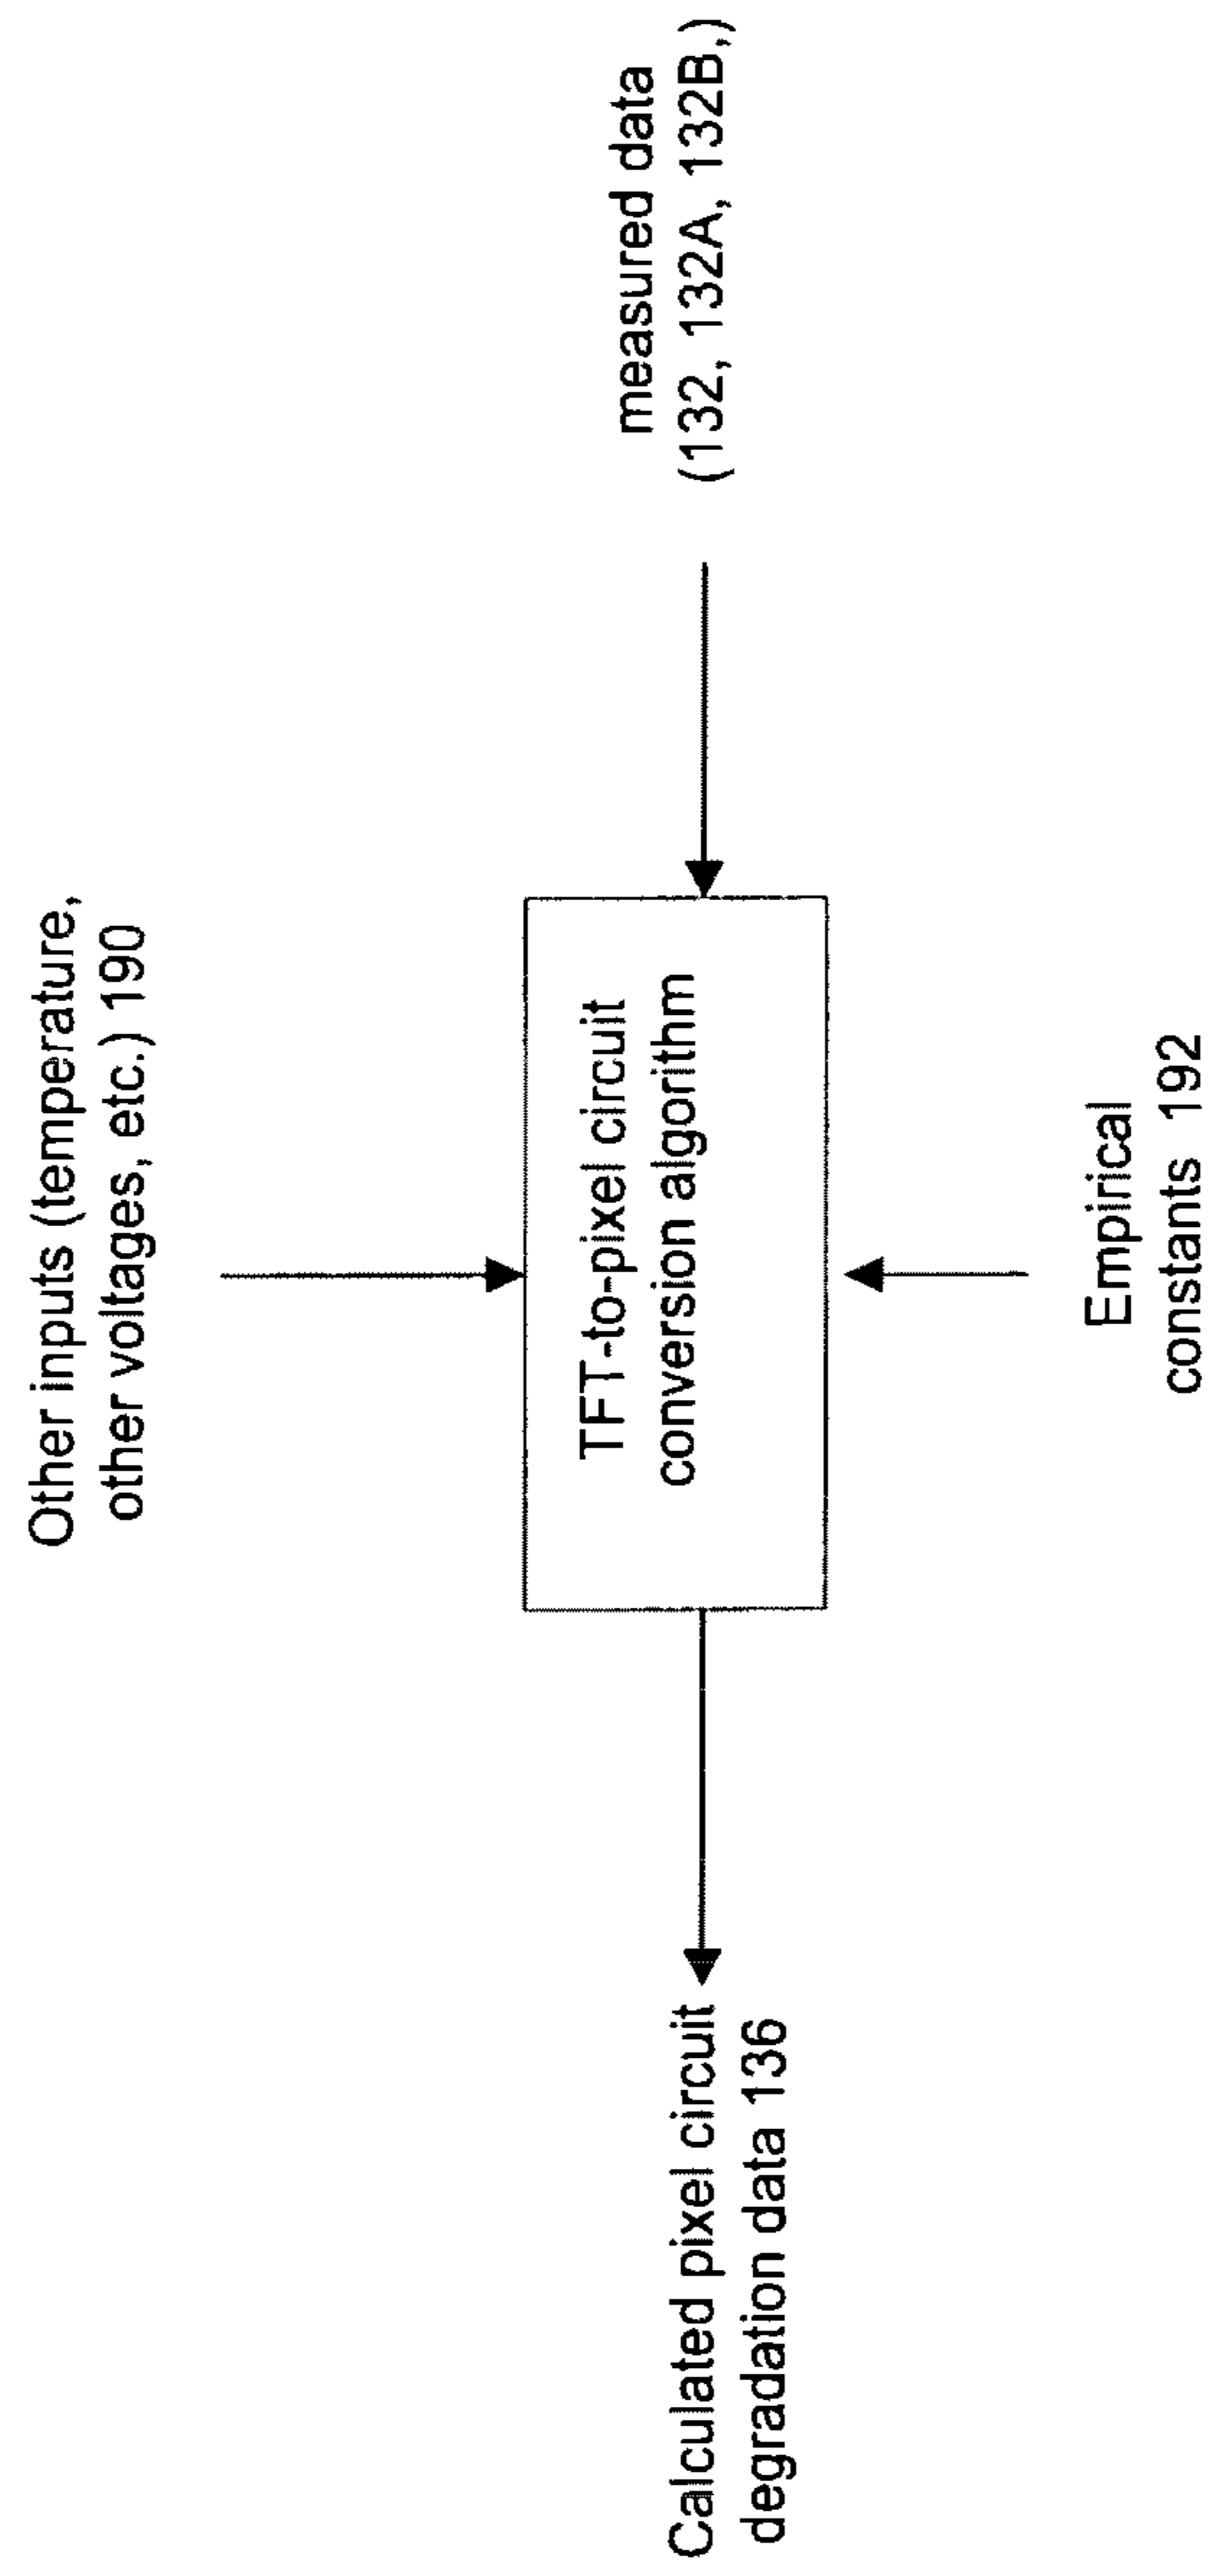 Other inputs (temperature,
other voltages, etc.) 190
measured data
(132, 132A, 132B,)
TFT-to-pixel circuit
conversion algorithm
Calculated pixel circuit
degradation data 136
Empirical
constants 192